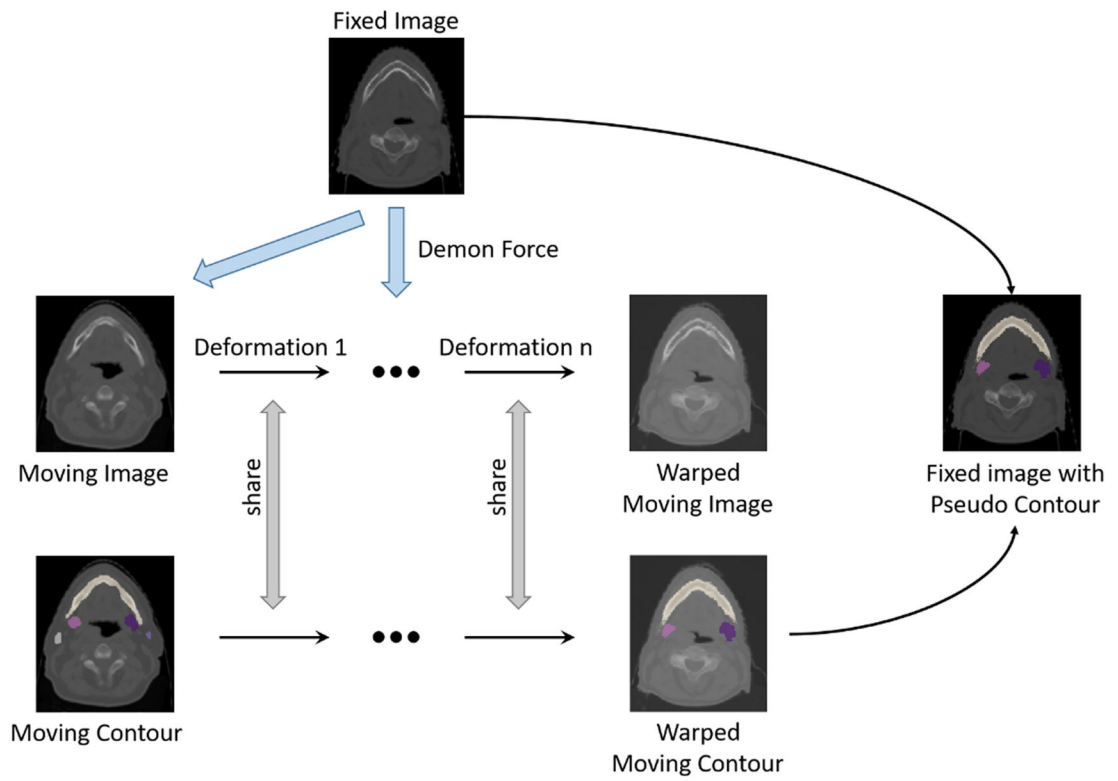 Fixed Image
Demon Force
Deformation 1
Deformation n
Moving Image
share
share
Warped
Moving Image
Fixed image with
Pseudo Contour
Moving Contour
Warped
Moving Contour